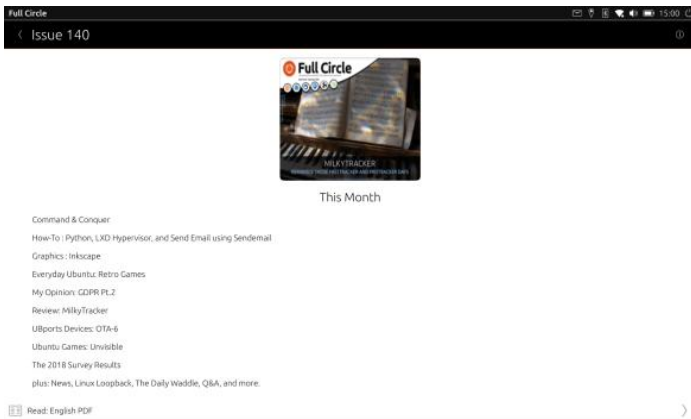 Full Circle
15:00
Issue 140
Full Circle
MILKYTRACKER
This Month
Command & Conquer
How-To : Python, LXD Hypervisor, and Send Email using Sendemail
Graphics : Inkscape
Everyday Ubuntu: Retro Games
My Opinion: GDPR Pt.2
Review: MilkyTracker
UBports Devices: OTA-6
Ubuntu Games: Unvisible
The 2018 Survey Results
plus: News, Linux Loopback, The Daily Waddle, Q&A, and more.
Read: English PDF